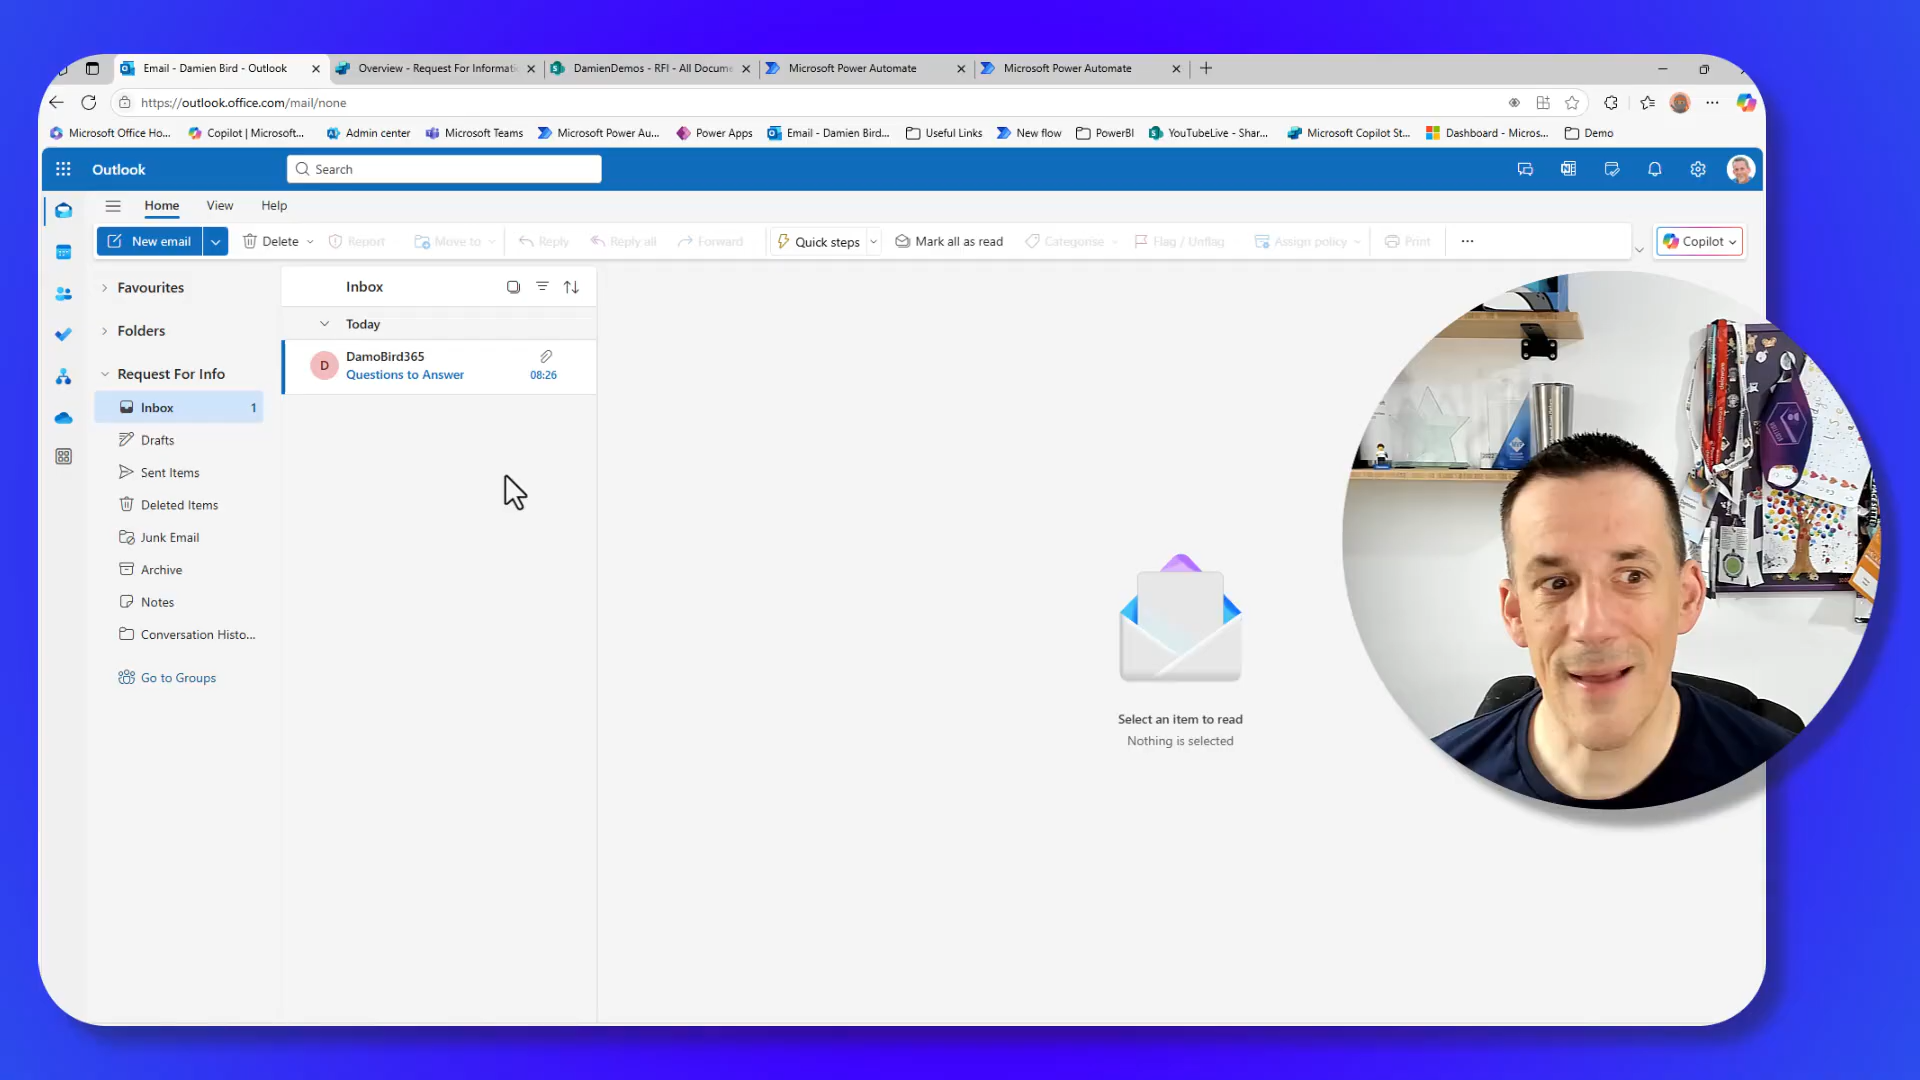 Email - Damien Bird - Outlook
Overview - Request For Informati
DamienDemos - RFI - All Docume
Microsoft Power Automate
Microsoft Power Automate
https://outlook.office.com/mail/none
Microsoft Office Ho...
Copilot | Microsoft...
Admin center
Microsoft Teams
Microsoft Power Au...
Power Apps
Email - Damien Bird...
Useful Links
New flow
PowerBI
YouTubeLive - Shar...
Microsoft Copilot St...
Dashboard - Micros...
Demo
Outlook
Search
Home
View
Help
New email
Delete
Report
Move to
Reply
Reply all
Forward
Quick steps
Mark all as read
Categorise
Flag / Unflag
Assign policy
Print
Copilot
Favourites
Folders
Request For Info
Inbox 1
Drafts
Sent Items
Deleted Items
Junk Email
Archive
Notes
Conversation Histo...
Go to Groups
Inbox
Today
D
DamoBird365
Questions to Answer
08:26
Select an item to read
Nothing is selected